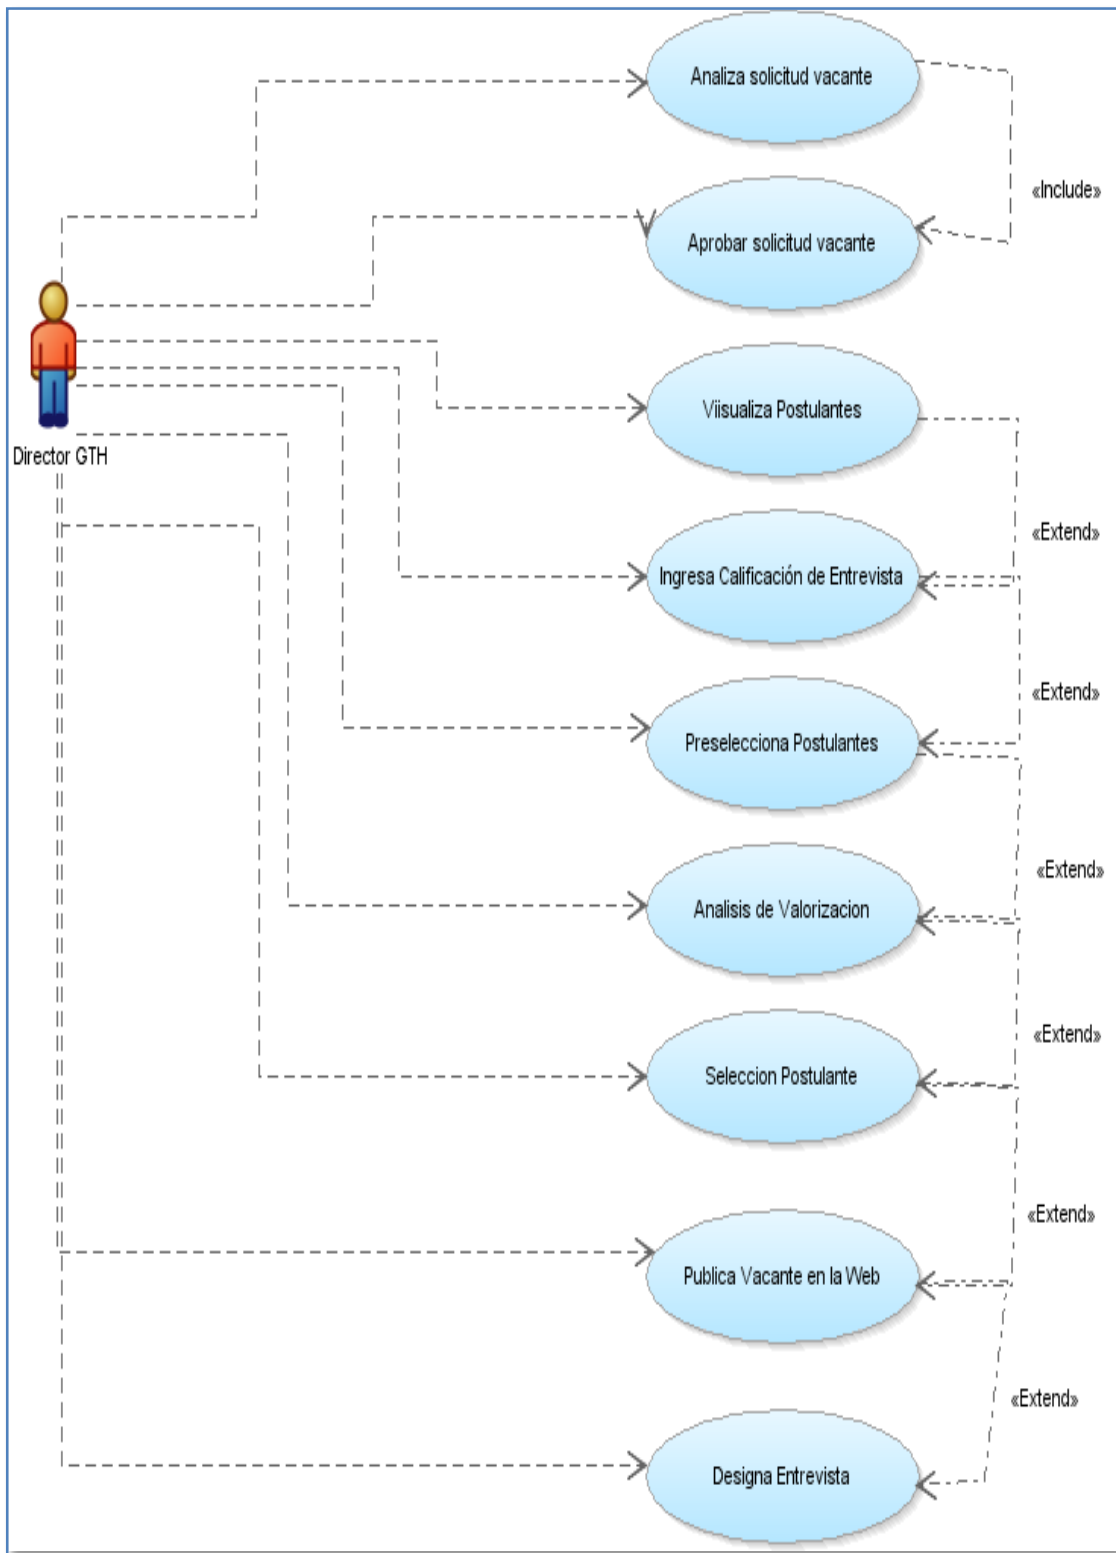 Analiza solicitud vacante
«Include»
Aprobar solicitud vacante
Viisualiza Postulantes
Director GTH
«Extend»
Ingresa Calificación de Entrevista
«Extend»
Preselecciona Postulantes
«Extend»
Analisis de Valorizacion
«Extend»
Seleccion Postulante
«Extend»
Publica Vacante en la Web
«Extend»
Designa Entrevista